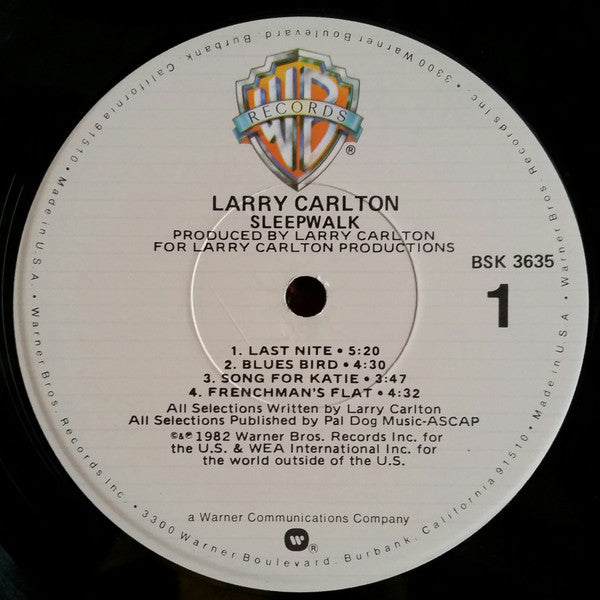 WB
RECORDS
®
LARRY CARLTON
SLEEPWALK
PRODUCED BY LARRY CARLTON
FOR LARRY CARLTON PRODUCTIONS
BSK 3635
1
1. LAST NITE • 5:20
2. BLUES BIRD • 4:30
3. SONG FOR KATIE • 3:47
4. FRENCHMAN'S FLAT • 4:32
All Selections Written by Larry Carlton
All Selections Published by Pal Dog Music-ASCAP
©&℗ 1982 Warner Bros. Records Inc. for
the U.S. & WEA International Inc. for
the world outside of the U.S.
a Warner Communications Company
W®
Warner Bros. Records Inc. • 3300 Warner Boulevard, Burbank, California 91510 • Made in U.S.A. • Warner Bros. Records Inc. • 3300 Warner Boulevard, Burbank, California 91510 • Made in U.S.A. •